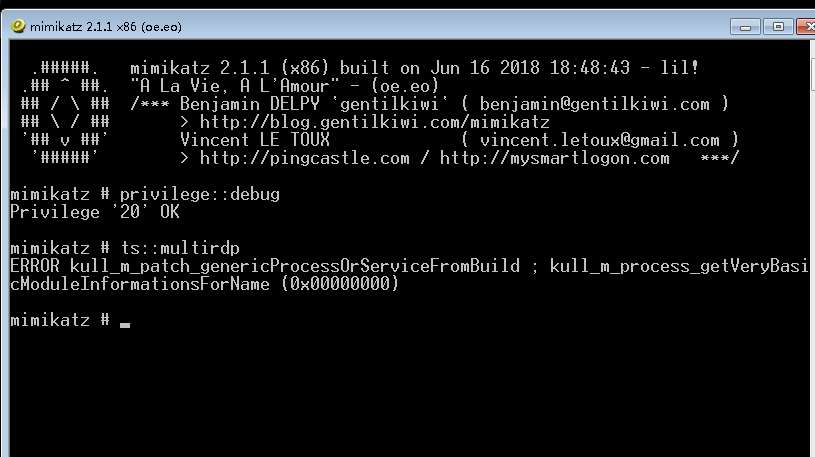 mimikatz 2.1.1 x86 (oe.eo)
  .#####.   mimikatz 2.1.1 (x86) built on Jun 16 2018 18:48:43 - lil!
 .## ^ ##.  "A La Vie, A L'Amour" - (oe.eo)
 ## / \ ##  /*** Benjamin DELPY `gentilkiwi` ( benjamin@gentilkiwi.com )
 ## \ / ##       > http://blog.gentilkiwi.com/mimikatz
 '## v ##'       Vincent LE TOUX             ( vincent.letoux@gmail.com )
  '#####'        > http://pingcastle.com / http://mysmartlogon.com   ***/
mimikatz # privilege::debug
Privilege '20' OK
mimikatz # ts::multirdp
ERROR kull_m_patch_genericProcessOrServiceFromBuild ; kull_m_process_getVeryBasi
cModuleInformationsForName (0x00000000)
mimikatz # _